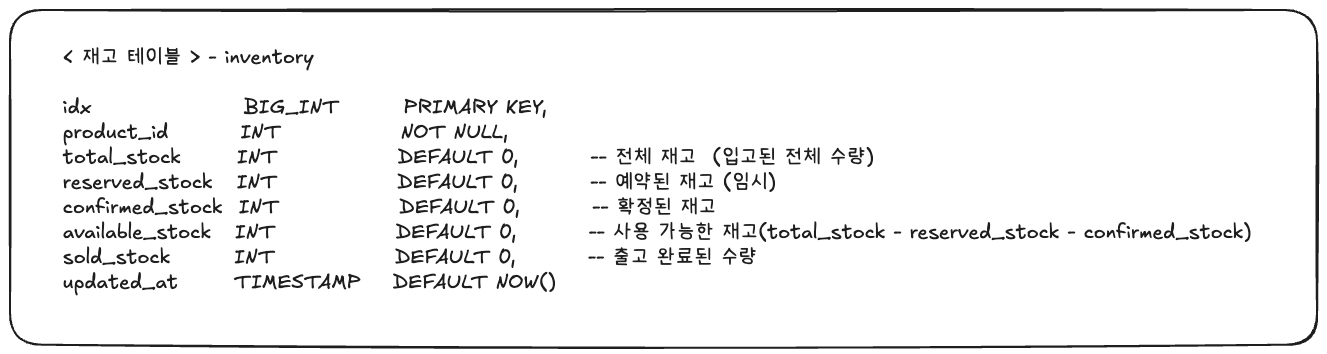 < 재고 테이블 > - inventory
idx BIG_INT PRIMARY KEY,
product_id INT NOT NULL,
total_stock INT DEFAULT 0, -- 전체 재고 (입고된 전체 수량)
reserved_stock INT DEFAULT 0, -- 예약된 재고 (임시)
confirmed_stock INT DEFAULT 0, -- 확정된 재고
available_stock INT DEFAULT 0, -- 사용 가능한 재고(total_stock - reserved_stock - confirmed_stock)
sold_stock INT DEFAULT 0, -- 출고 완료된 수량
updated_at TIMESTAMP DEFAULT NOW()